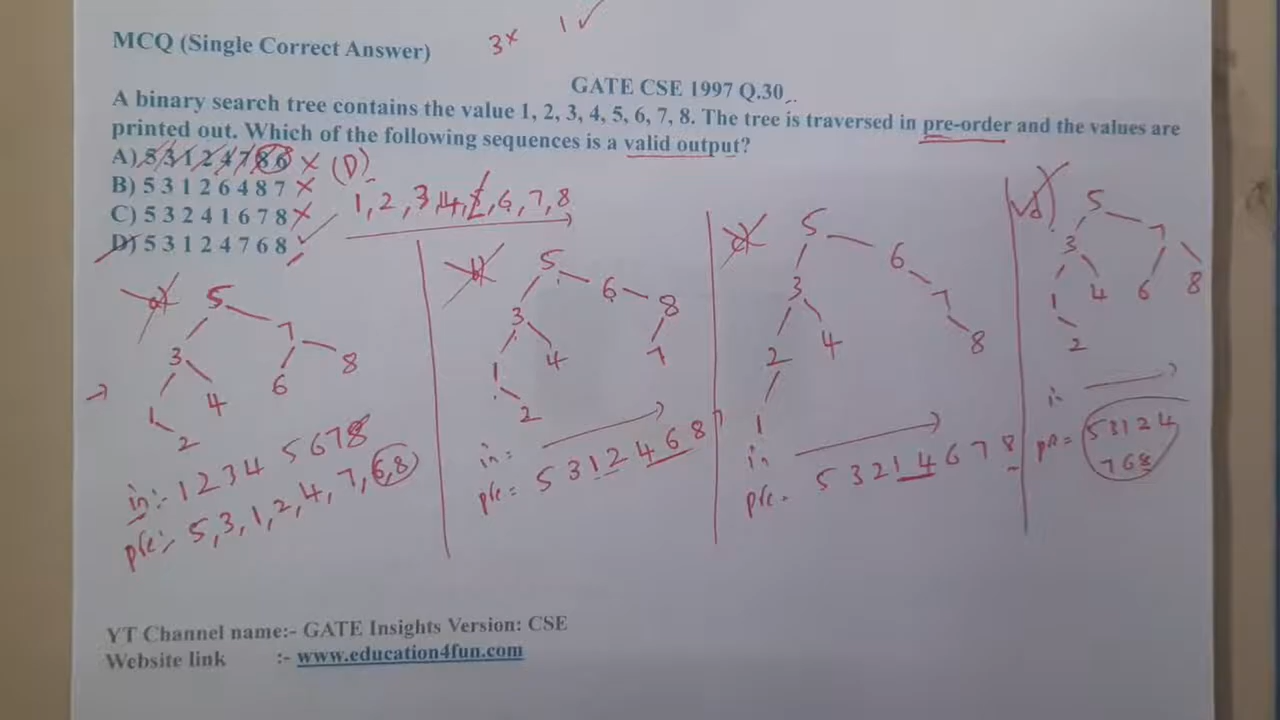 3× 1✓
MCQ (Single Correct Answer)
GATE CSE 1997 Q.30
A binary search tree contains the value 1, 2, 3, 4, 5, 6, 7, 8. The tree is traversed in pre-order and the values are
printed out. Which of the following sequences is a valid output?
A) 5 3 1 2 4 7 8 6 × (D)
B) 5 3 1 2 6 4 8 7 ×
C) 5 3 2 4 1 6 7 8 ×
D) 5 3 1 2 4 7 6 8 ✓
1, 2, 3, 4, 5, 6, 7, 8
a)
5
3 7
1 4 6 8
2
in:- 1 2 3 4 5 6 7 8
pre:- 5, 3, 1, 2, 4, 7, 6, 8
b)
5
3 6 8
1 4 7
2
in =
pre = 5 3 1 2 4 6 8 7
5
3 6
2 4 7
1 8
in
pre = 5 3 2 1 4 6 7 8
d)
5
3 7
1 4 6 8
2
in
pre = 5 3 1 2 4
7 6 8
YT Channel name:- GATE Insights Version: CSE
Website link :- www.education4fun.com